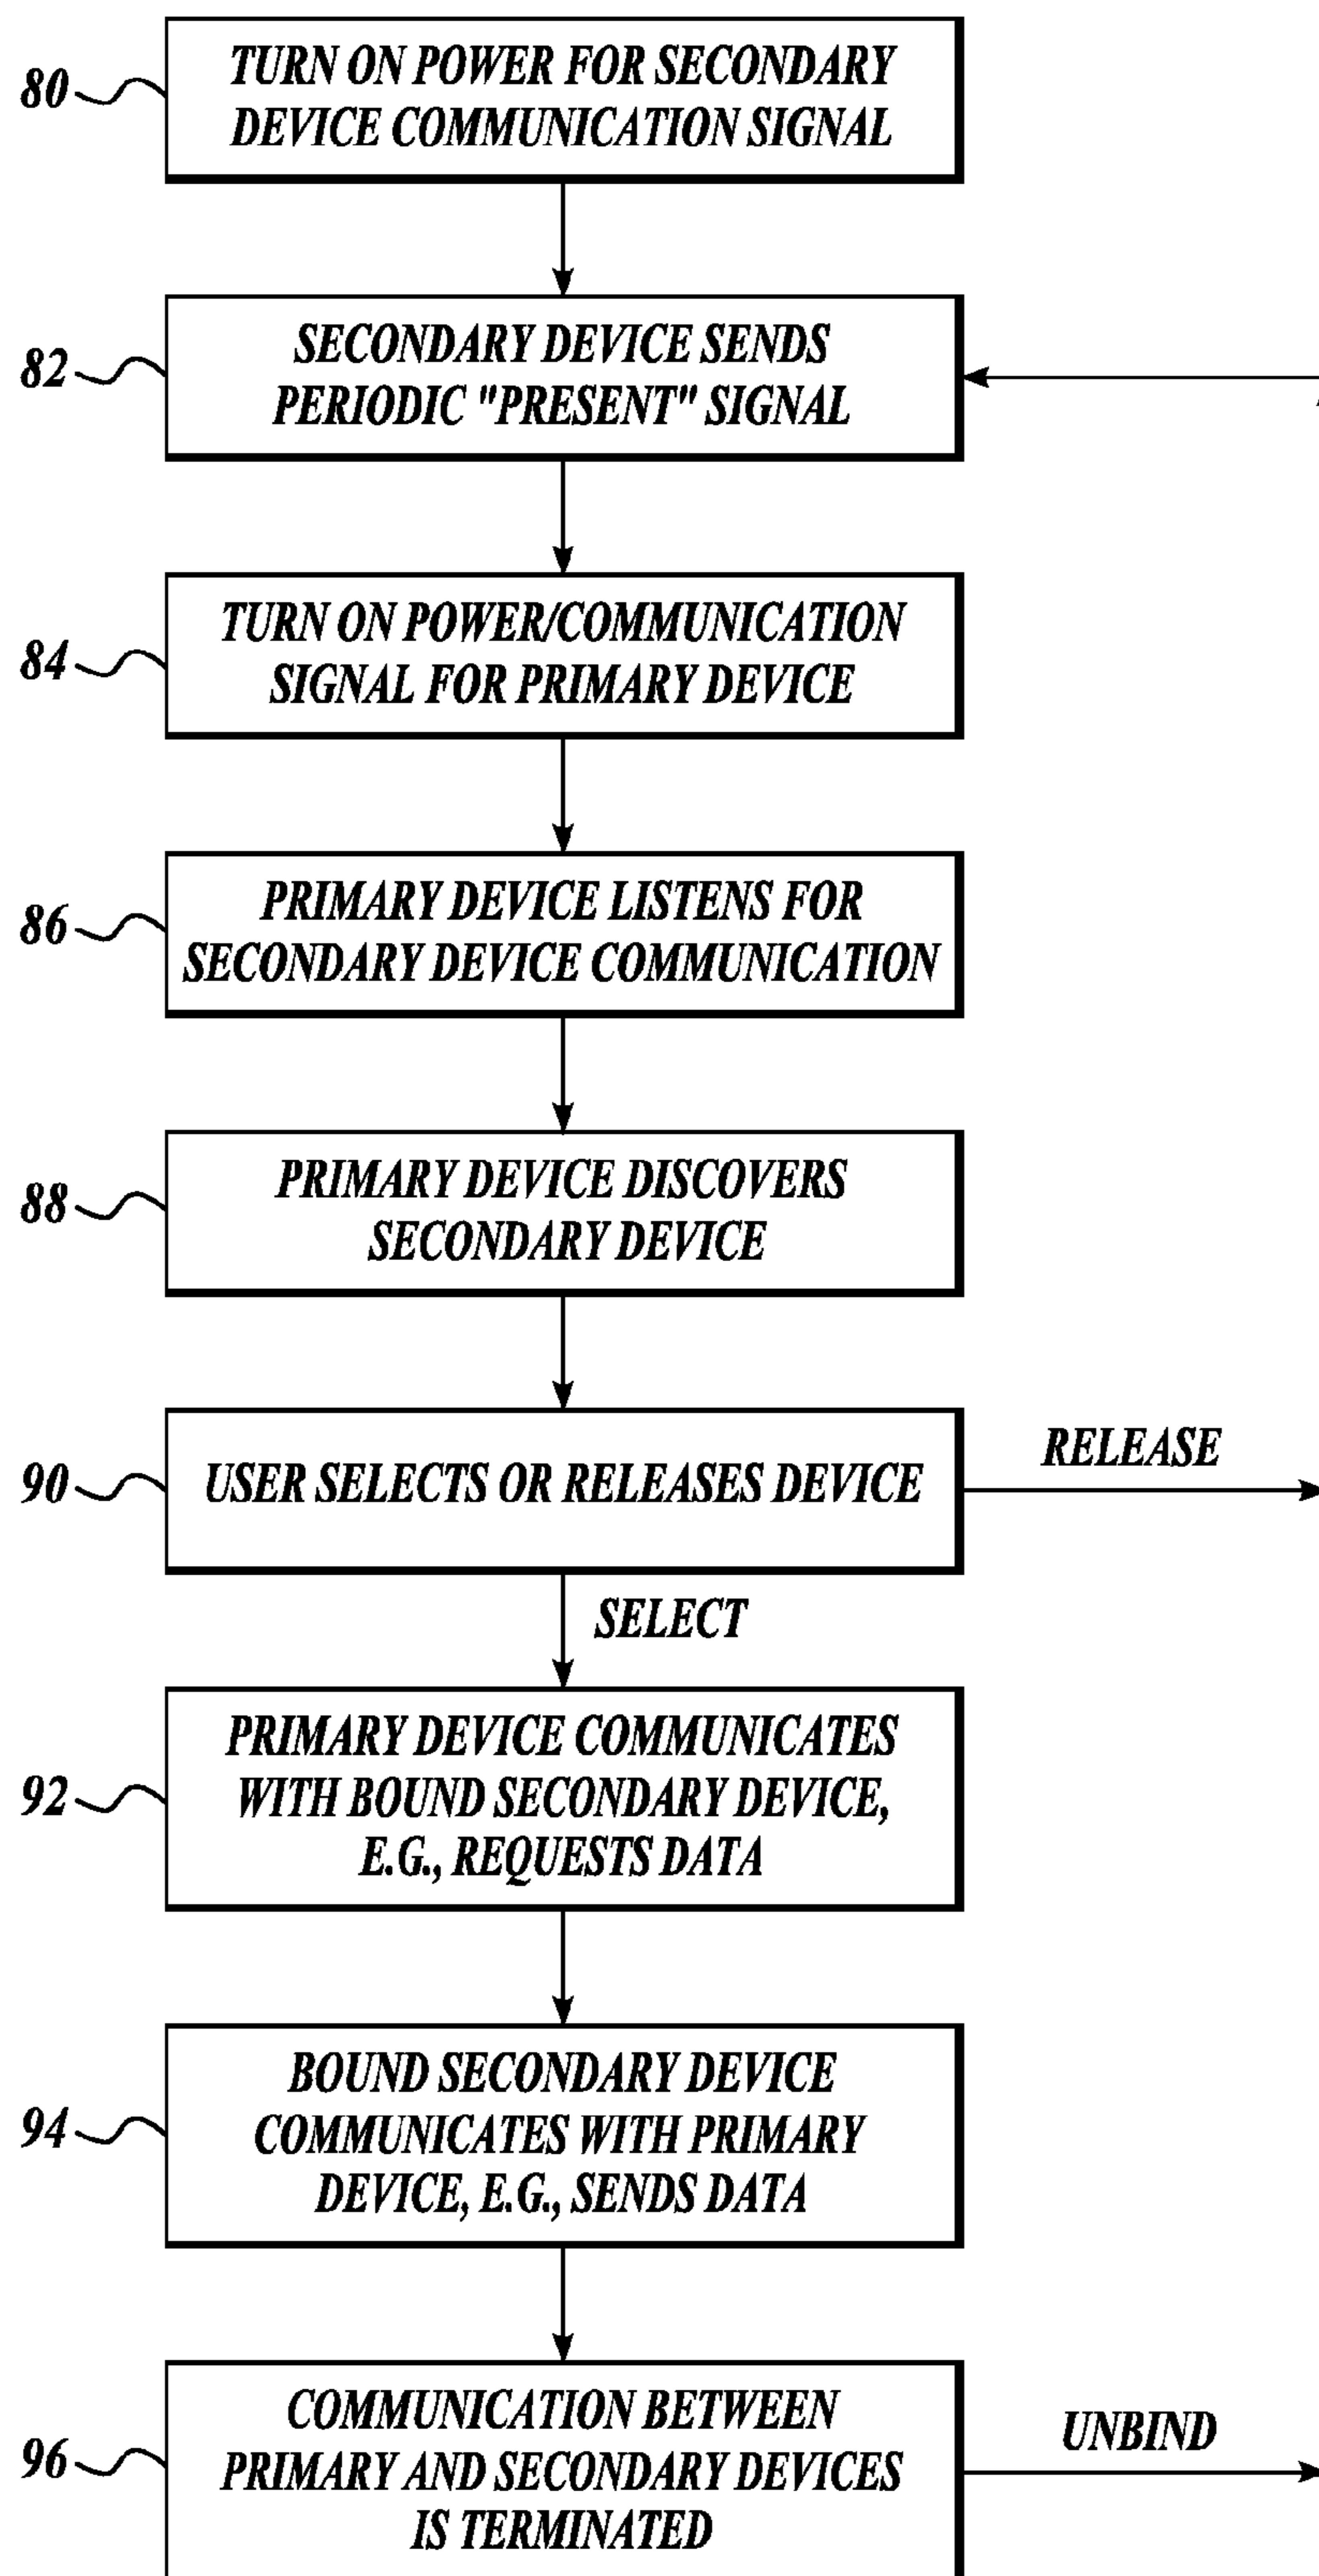 80
TURN ON POWER FOR SECONDARY
DEVICE COMMUNICATION SIGNAL
82
SECONDARY DEVICE SENDS
PERIODIC "PRESENT" SIGNAL
84
TURN ON POWER/COMMUNICATION
SIGNAL FOR PRIMARY DEVICE
86
PRIMARY DEVICE LISTENS FOR
SECONDARY DEVICE COMMUNICATION
88
PRIMARY DEVICE DISCOVERS
SECONDARY DEVICE
90
USER SELECTS OR RELEASES DEVICE
RELEASE
SELECT
92
PRIMARY DEVICE COMMUNICATES
WITH BOUND SECONDARY DEVICE,
E.G., REQUESTS DATA
94
BOUND SECONDARY DEVICE
COMMUNICATES WITH PRIMARY
DEVICE, E.G., SENDS DATA
96
COMMUNICATION BETWEEN
PRIMARY AND SECONDARY DEVICES
IS TERMINATED
UNBIND